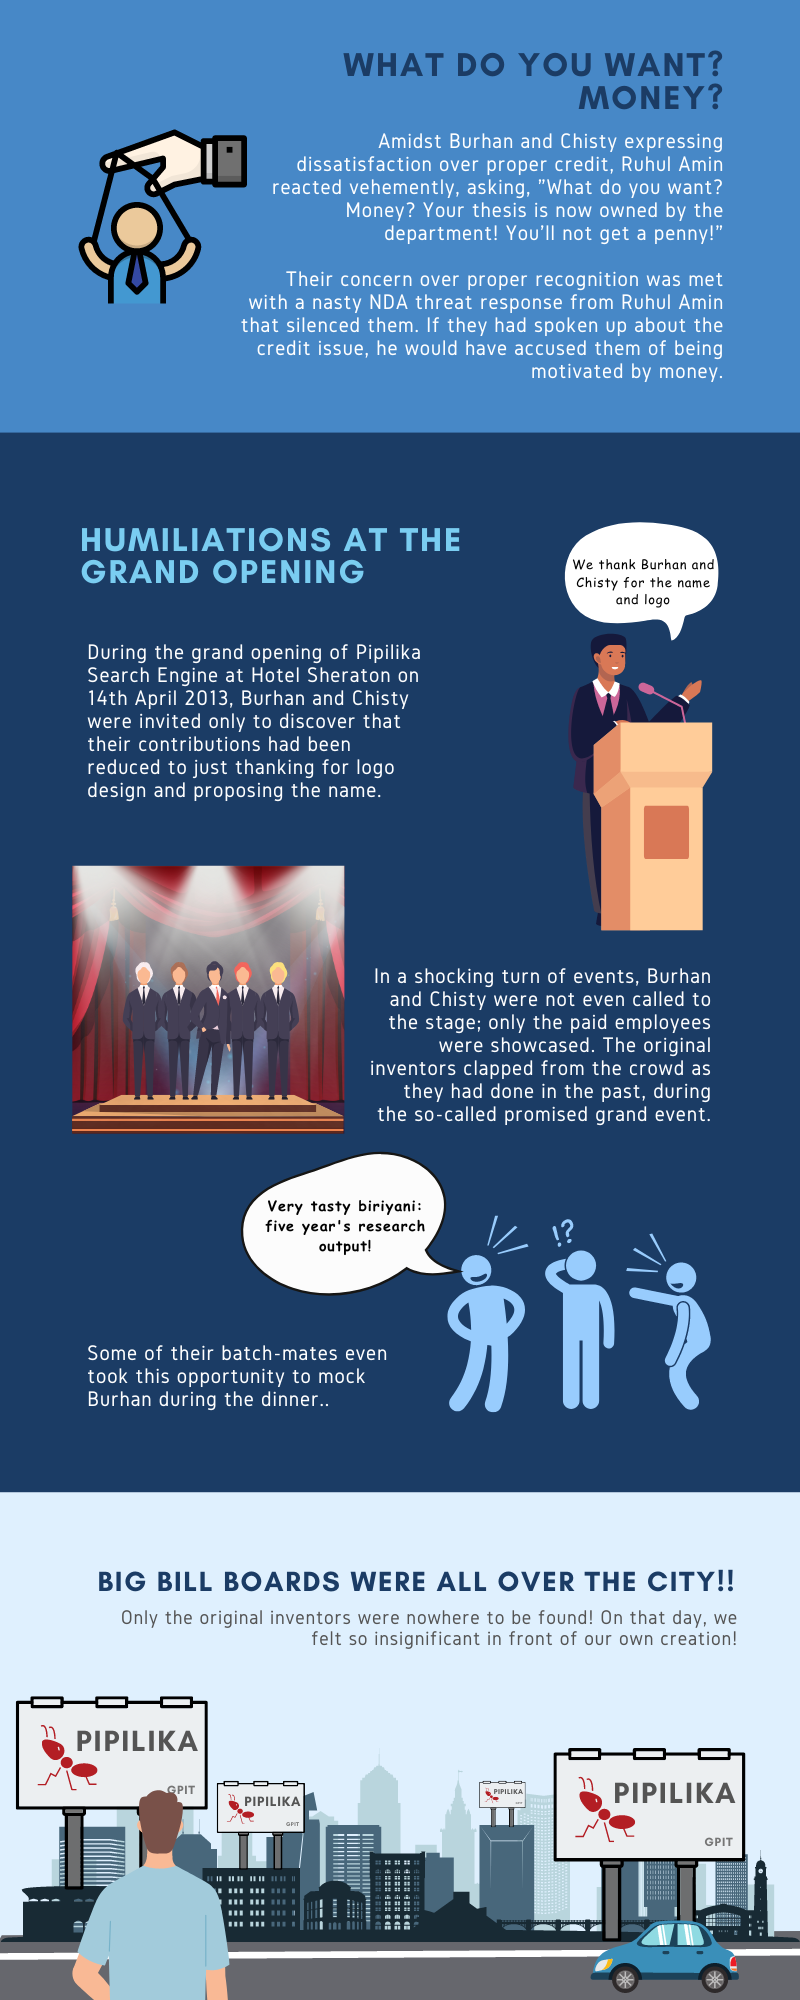 WHAT DO YOU WANT?
MONEY?
Amidst Burhan and Chisty expressing
dissatisfaction over proper credit, Ruhul Amin
reacted vehemently, asking, ”What do you want?
Money? Your thesis is now owned by the
department! You’ll not get a penny!”
Their concern over proper recognition was met
with a nasty NDA threat response from Ruhul Amin
that silenced them. If they had spoken up about the
credit issue, he would have accused them of being
motivated by money.
HUMILIATIONS AT THE
GRAND OPENING
We thank Burhan and
Chisty for the name
and logo
During the grand opening of Pipilika
Search Engine at Hotel Sheraton on
14th April 2013, Burhan and Chisty
were invited only to discover that
their contributions had been
reduced to just thanking for logo
design and proposing the name.
In a shocking turn of events, Burhan
and Chisty were not even called to
the stage; only the paid employees
were showcased. The original
inventors clapped from the crowd as
they had done in the past, during
the so-called promised grand event.
Very tasty biriyani:
five year's research
output!
!?
Some of their batch-mates even
took this opportunity to mock
Burhan during the dinner..
BIG BILL BOARDS WERE ALL OVER THE CITY!!
Only the original inventors were nowhere to be found! On that day, we
felt so insignificant in front of our own creation!
PIPILIKA
GPIT
PIPILIKA
GPIT
PIPILIKA
GPIT
PIPILIKA
GPIT